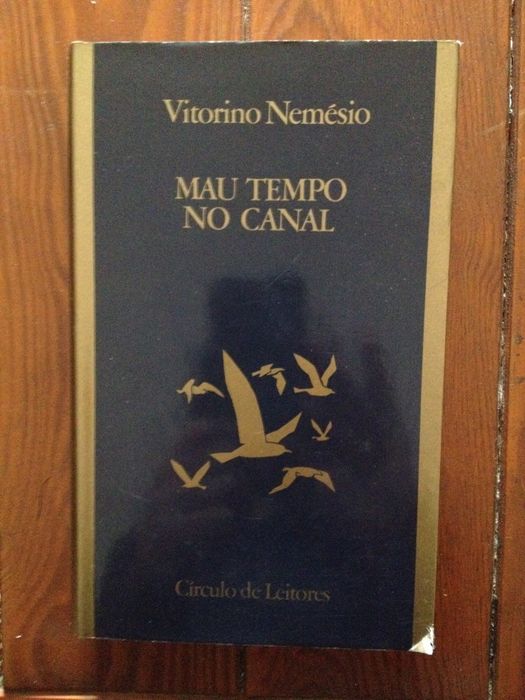 Vitorino Nemésio
MAU TEMPO
NO CANAL
Círculo de Leitores